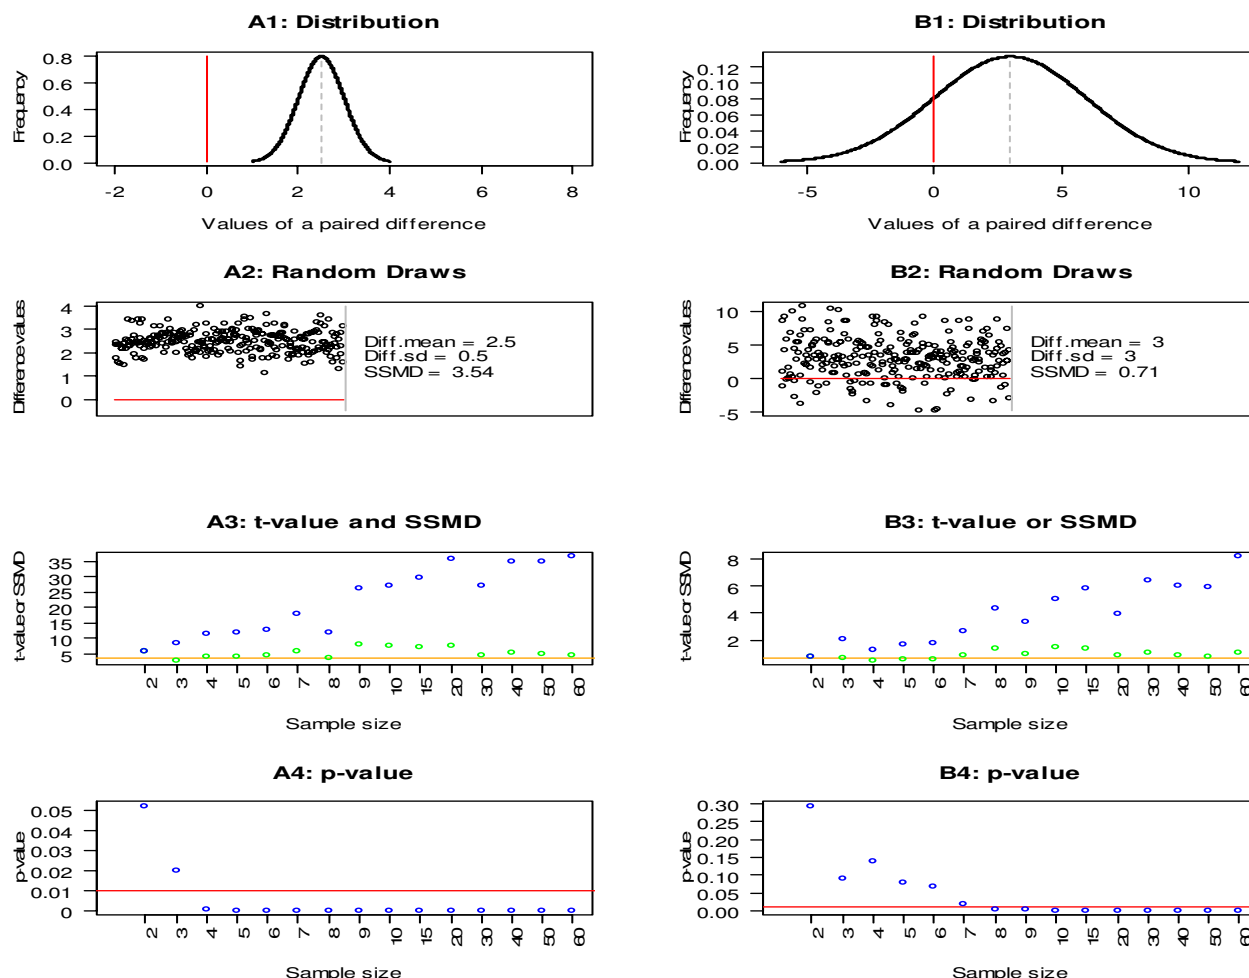 A1: Distribution
Frequency
0.8
0.6
0.4
0.2
0.0
-2 0 2 4 6 8
Values of a paired difference
B1: Distribution
Frequency
0.12
0.10
0.08
0.06
0.04
0.02
0.00
-5 0 5 10
Values of a paired difference
A2: Random Draws
Difference values
4
3
2
1
0
Diff.mean = 2.5
Diff.sd = 0.5
SSMD = 3.54
B2: Random Draws
Difference values
10
5
0
-5
Diff.mean = 3
Diff.sd = 3
SSMD = 0.71
A3: t-value and SSMD
t-value or SSMD
35
30
25
20
15
10
5
2 3 4 5 6 7 8 9 10 15 20 30 40 50 60
Sample size
B3: t-value or SSMD
t-value or SSMD
8
6
4
2
2 3 4 5 6 7 8 9 10 15 20 30 40 50 60
Sample size
A4: p-value
p-value
0.05
0.04
0.03
0.02
0.01
0
2 3 4 5 6 7 8 9 10 15 20 30 40 50 60
Sample size
B4: p-value
p-value
0.30
0.25
0.20
0.15
0.10
0.05
0.00
2 3 4 5 6 7 8 9 10 15 20 30 40 50 60
Sample size